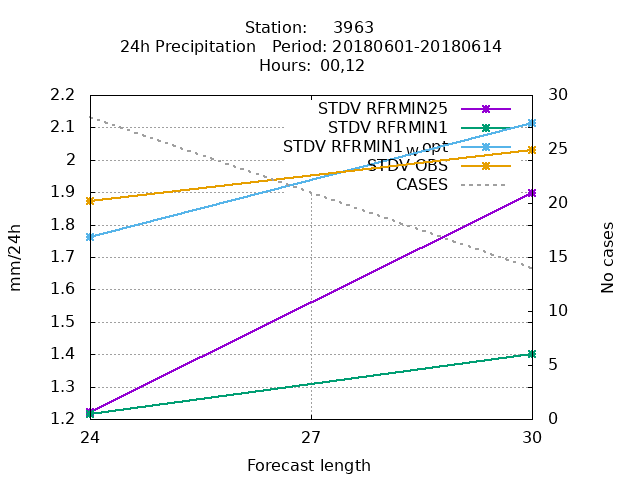 Station: 3963
24h Precipitation Period: 20180601-20180614
Hours: 00,12
STDV RFRMIN25
STDV RFRMIN1
STDV RFRMIN1_w opt
STDV OBS
CASES
2.2
2.1
2
1.9
1.8
1.7
1.6
1.5
1.4
1.3
1.2
mm/24h
30
25
20
15
10
5
0
No cases
24 27 30
Forecast length